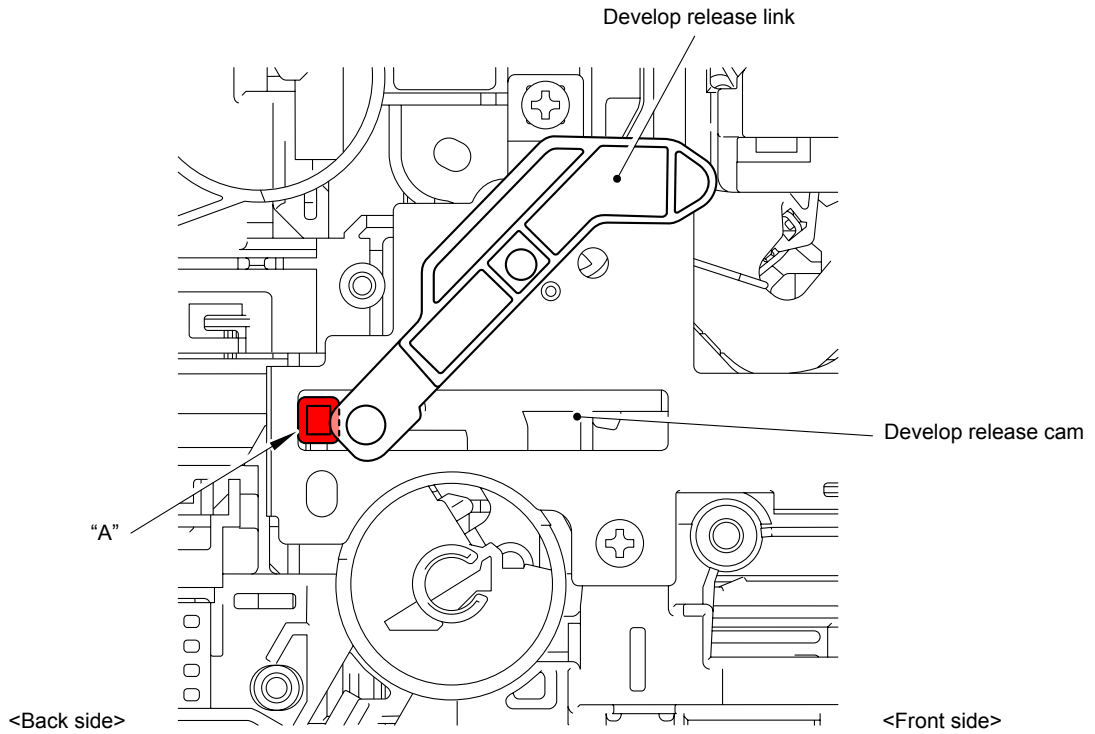 Develop release link
Develop release cam
“A”
<Back side>
<Front side>